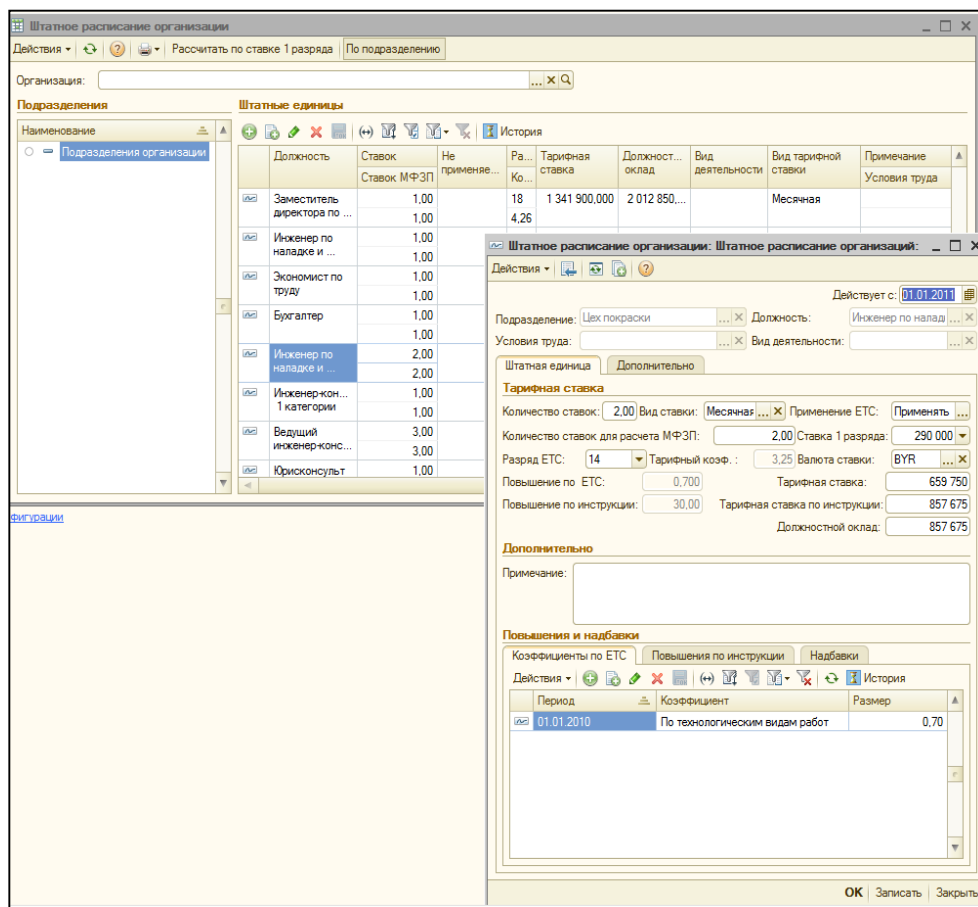 Штатное расписание организации
Действия Рассчитать по ставке 1 разряда По подразделению
Организация: ...
Подразделения Штатные единицы
История
Наименование
Подразделения организации
Должность Ставок Не применяе... Ра... Тарифная ставка Должност... оклад Вид деятельности Вид тарифной ставки Примечание
Ставок МФЗП Ко... Условия труда
Заместитель 1,00 18 1 341 900,000 2 012 850,... Месячная
директора по ... 1,00 4,26
Инженер по 1,00
наладке и ... 1,00
Экономист по 1,00
труду 1,00
Бухгалтер 1,00
1,00
Инженер по 2,00
наладке и ... 2,00
Инженер-кон... 1,00
1 категории 1,00
Ведущий 3,00
инженер-конс... 3,00
Юрисконсульт 1,00
фигурации
Штатное расписание организации: Штатное расписание организаций:
Действия
Действует с: 01.01.2011
Подразделение: Цех покраски ... Должность: Инженер по налад ...
Условия труда: ... Вид деятельности: ...
Штатная единица Дополнительно
Тарифная ставка
Количество ставок: 2,00 Вид ставки: Месячная ... Применение ЕТС: Применять ...
Количество ставок для расчета МФЗП: 2,00 Ставка 1 разряда: 290 000
Разряд ЕТС: 14 Тарифный коэф. : 3,25 Валюта ставки: BYR ...
Повышение по ЕТС: 0,700 Тарифная ставка: 659 750
Повышение по инструкции: 30,00 Тарифная ставка по инструкции: 857 675
Должностной оклад: 857 675
Дополнительно
Примечание:
Повышения и надбавки
Коэффициенты по ЕТС Повышения по инструкции Надбавки
Действия История
Период Коэффициент Размер
01.01.2010 По технологическим видам работ 0,70
OK Записать Закрыть